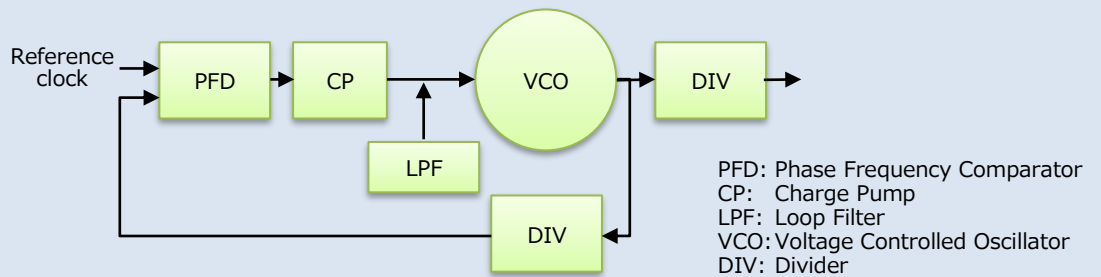 Reference
clock
PFD
CP
VCO
DIV
LPF
DIV
PFD: Phase Frequency Comparator
CP: Charge Pump
LPF: Loop Filter
VCO: Voltage Controlled Oscillator
DIV: Divider